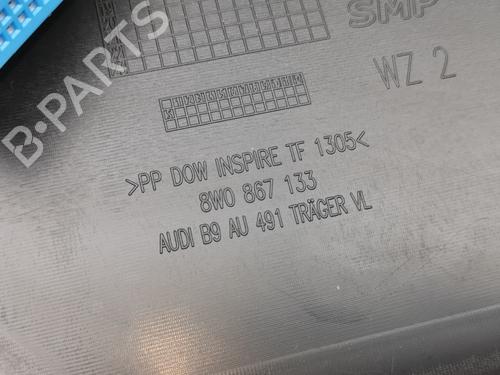 SMP
WZ 2
B-PARTS
>PP DOW INSPIRE TF 1305<
8W0 867 133
AUDI B9 AU 491 TRÄGER VL